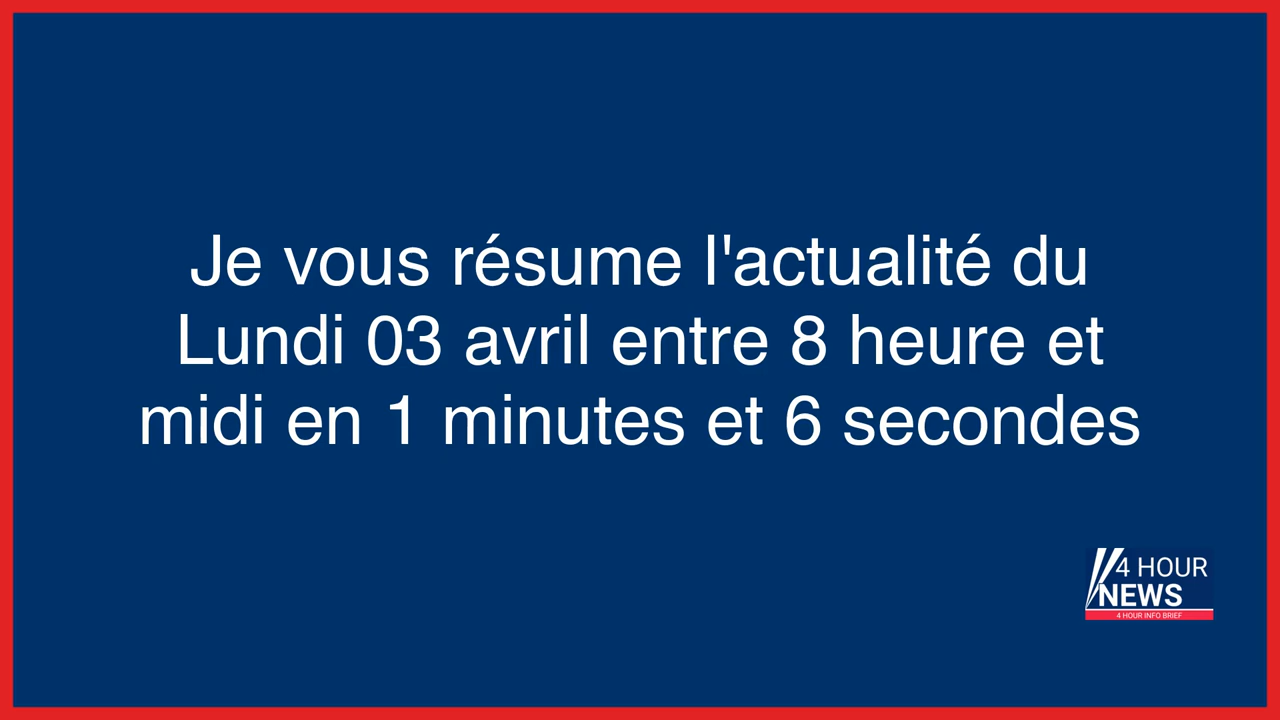 Je vous résume l'actualité du
Lundi 03 avril entre 8 heure et
midi en 1 minutes et 6 secondes
4 HOUR
NEWS
4 HOUR INFO BRIEF